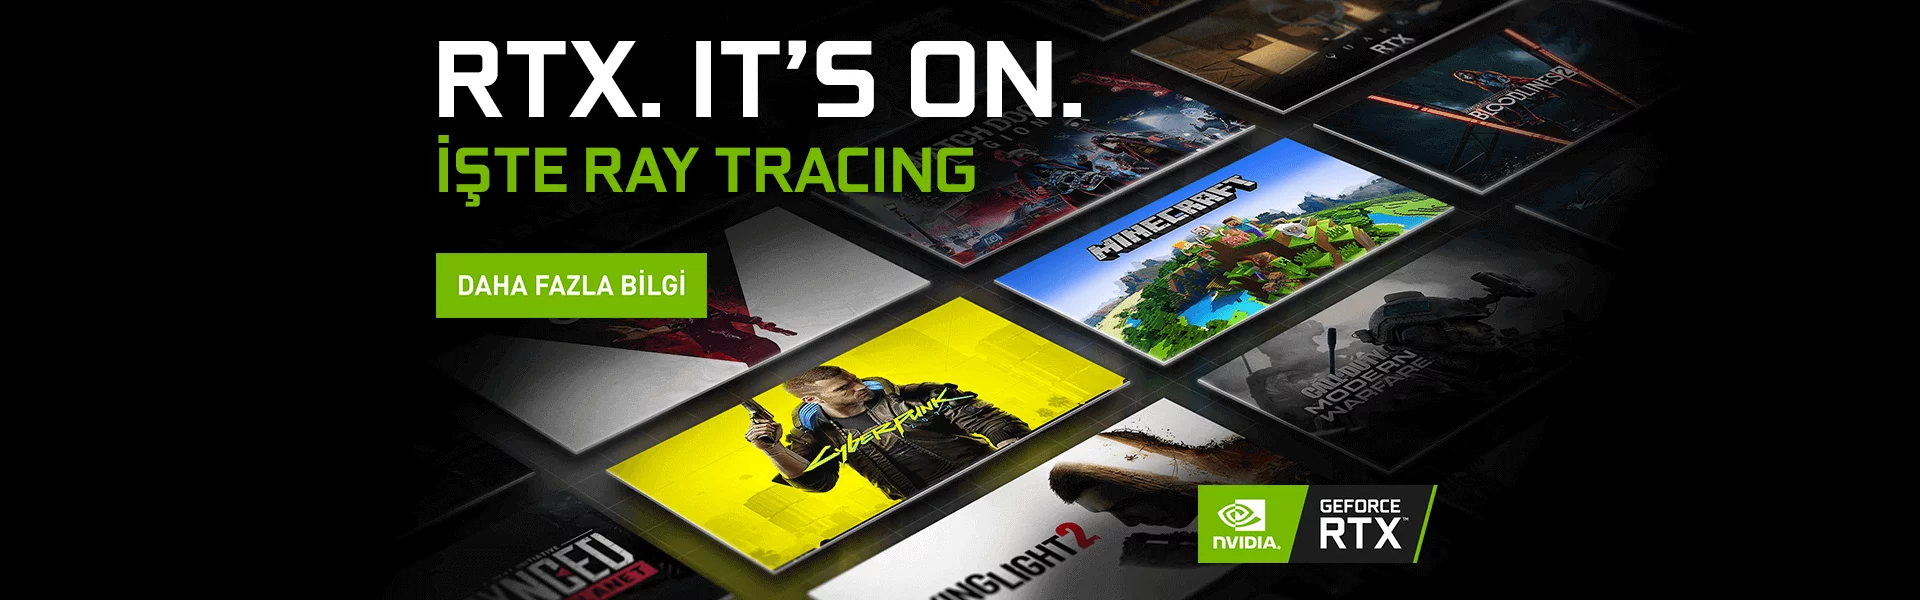 RTX. IT'S ON.
İŞTE RAY TRACING
DAHA FAZLA BİLGİ
RTX
BLOODLINES 2
MINECRAFT
CALL OF DUTY
MODERN
WARFARE
CYBERPUNK
LIGHT 2
NVIDIA.
GEFORCE
RTX™